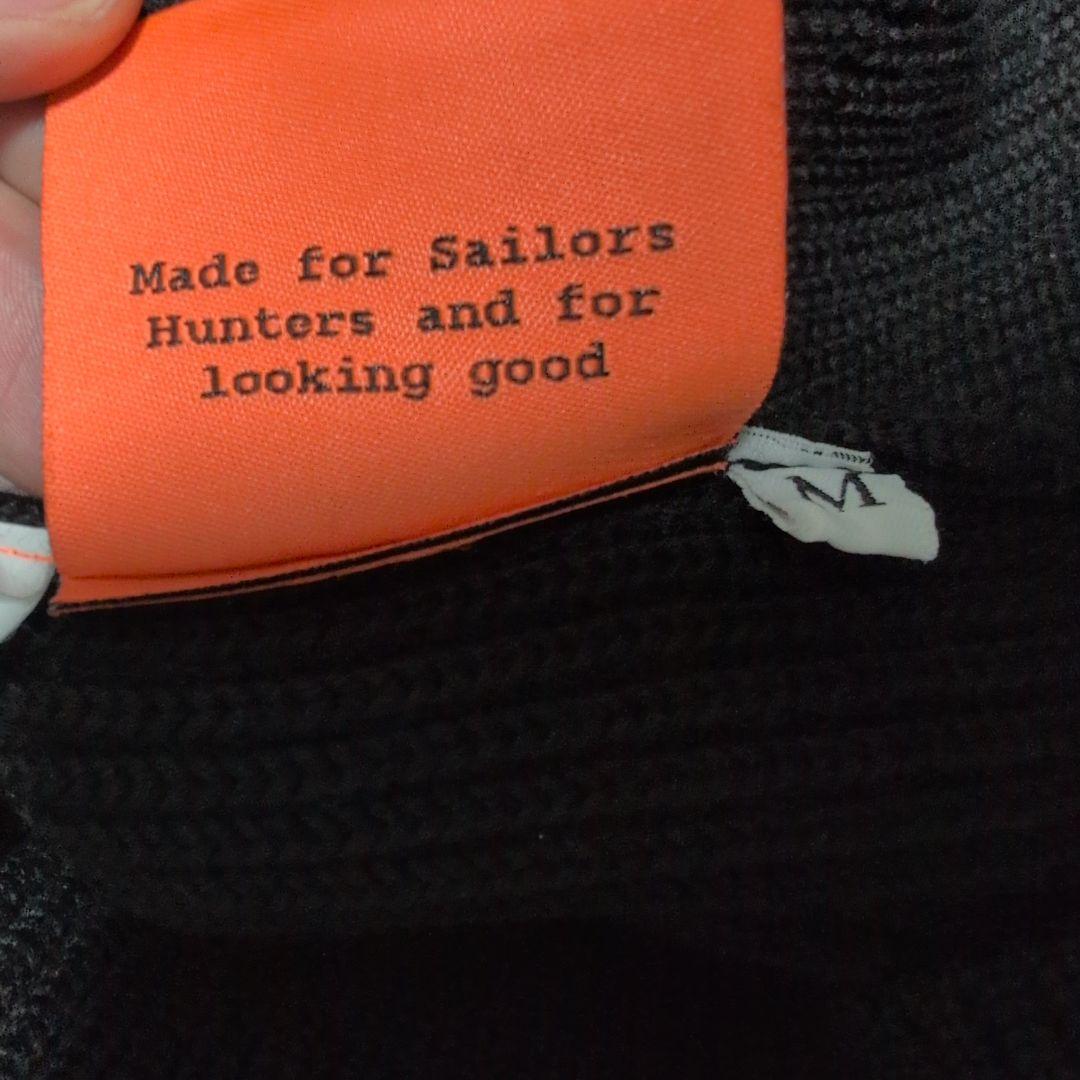 Made for Sailors
Hunters and for
looking good
M